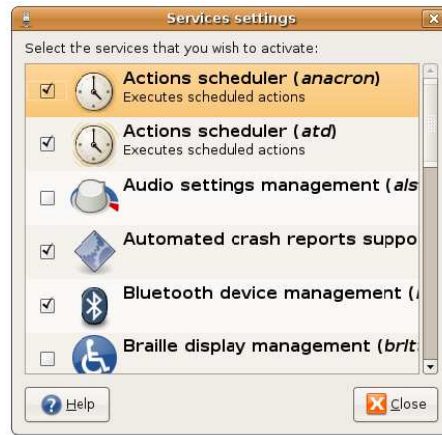 Services settings
Select the services that you wish to activate:
Actions scheduler (anacron)
Executes scheduled actions
Actions scheduler (atd)
Executes scheduled actions
Audio settings management (als
Automated crash reports suppo
Bluetooth device management (
Braille display management (brlt
Help
Close